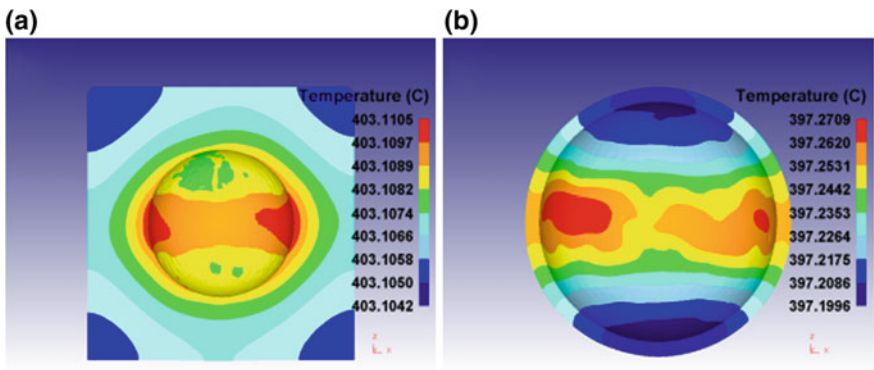 (a)
Temperature (C)
403.1105
403.1097
403.1089
403.1082
403.1074
403.1066
403.1058
403.1050
403.1042
z
x
(b)
Temperature (C)
397.2709
397.2620
397.2531
397.2442
397.2353
397.2264
397.2175
397.2086
397.1996
z
x